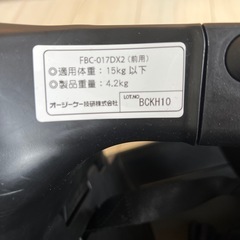 FBC-017DX2 (前用)
●適用体重：15kg 以下
●製品重量：4.2kg
オージーケー技研株式会社
LOT.NO.
BCKH10